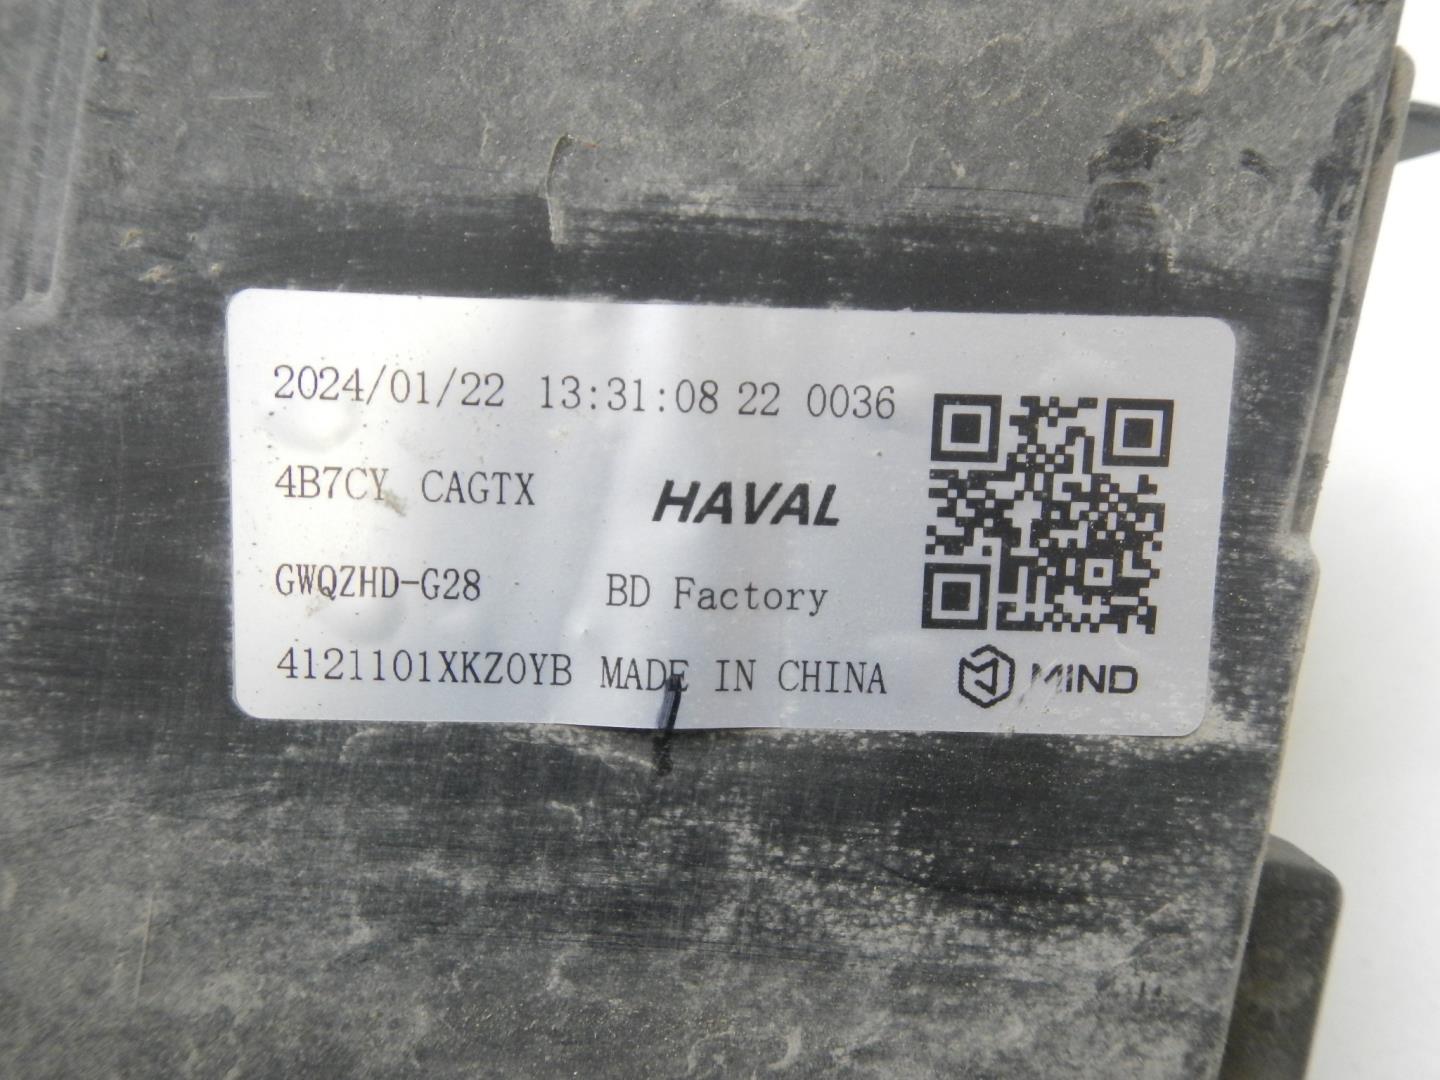 2024/01/22 13:31:08 22 0036
4B7CY CAGTX HAVAL
GWQZHD-G28 BD Factory
4121101XKZ0YB MADE IN CHINA MIND